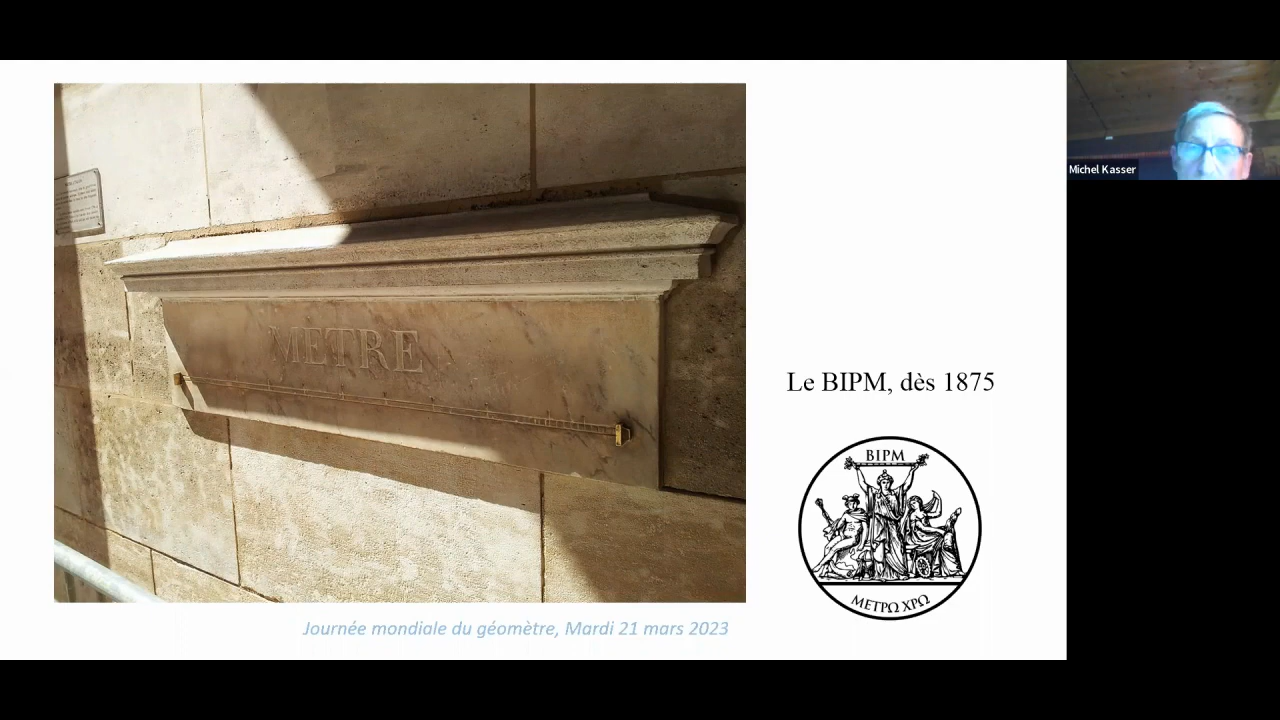 METRE
Le BIPM, dès 1875
BIPM
ΜΕΤΡΩ ΧΡΩ
Journée mondiale du géomètre, Mardi 21 mars 2023
Michel Kasser